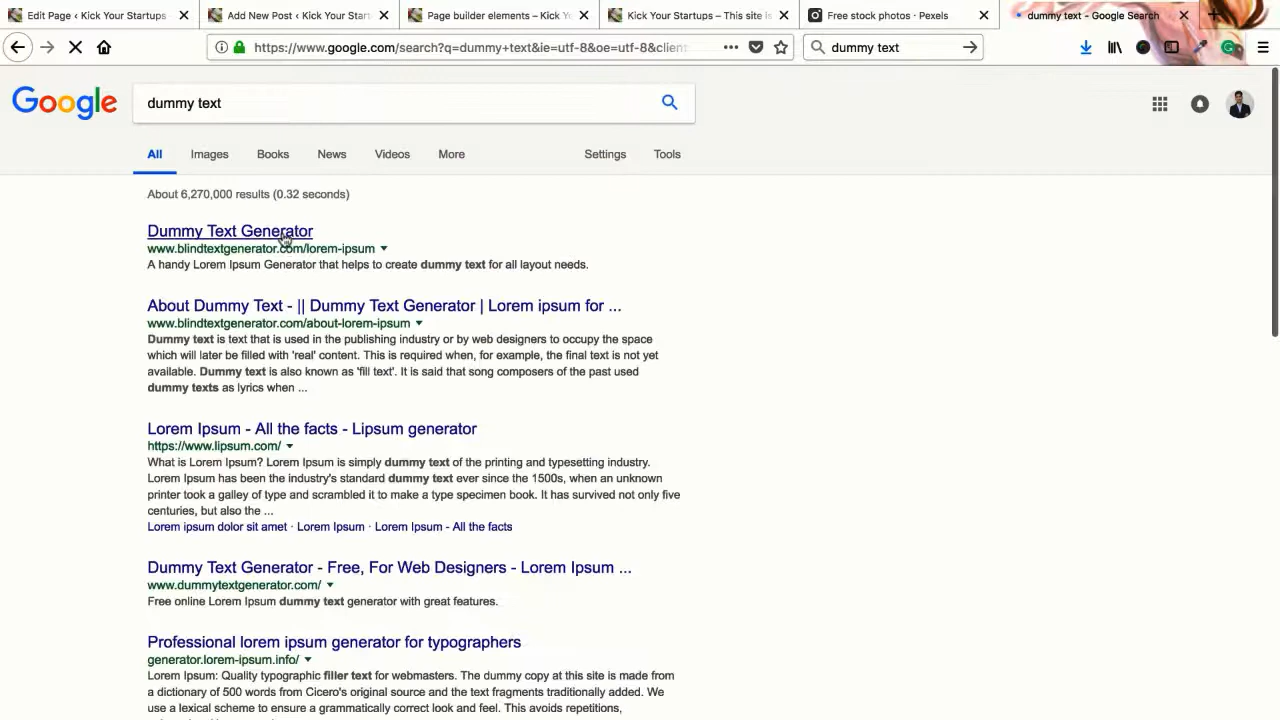 Edit Page ‹ Kick Your Startups
Add New Post ‹ Kick Your Start
Page builder elements – Kick Y
Kick Your Startups – This site is
Free stock photos · Pexels
dummy text - Google Search
https://www.google.com/search?q=dummy+text&ie=utf-8&oe=utf-8&client
dummy text
Google
dummy text
All
Images
Books
News
Videos
More
Settings
Tools
About 6,270,000 results (0.32 seconds)
Dummy Text Generator
www.blindtextgenerator.com/lorem-ipsum
A handy Lorem Ipsum Generator that helps to create dummy text for all layout needs.
About Dummy Text - || Dummy Text Generator | Lorem ipsum for ...
www.blindtextgenerator.com/about-lorem-ipsum
Dummy text is text that is used in the publishing industry or by web designers to occupy the space
which will later be filled with 'real' content. This is required when, for example, the final text is not yet
available. Dummy text is also known as 'fill text'. It is said that song composers of the past used
dummy texts as lyrics when ...
Lorem Ipsum - All the facts - Lipsum generator
https://www.lipsum.com/
What is Lorem Ipsum? Lorem Ipsum is simply dummy text of the printing and typesetting industry.
Lorem Ipsum has been the industry's standard dummy text ever since the 1500s, when an unknown
printer took a galley of type and scrambled it to make a type specimen book. It has survived not only five
centuries, but also the ...
Lorem ipsum dolor sit amet · Lorem Ipsum · Lorem Ipsum - All the facts
Dummy Text Generator - Free, For Web Designers - Lorem Ipsum ...
www.dummytextgenerator.com/
Free online Lorem Ipsum dummy text generator with great features.
Professional lorem ipsum generator for typographers
generator.lorem-ipsum.info/
Lorem Ipsum: Quality typographic filler text for webmasters. The dummy copy at this site is made from
a dictionary of 500 words from Cicero's original source and the text fragments traditionally added. We
use a lexical scheme to ensure a grammatically correct look and feel. This avoids repetitions,